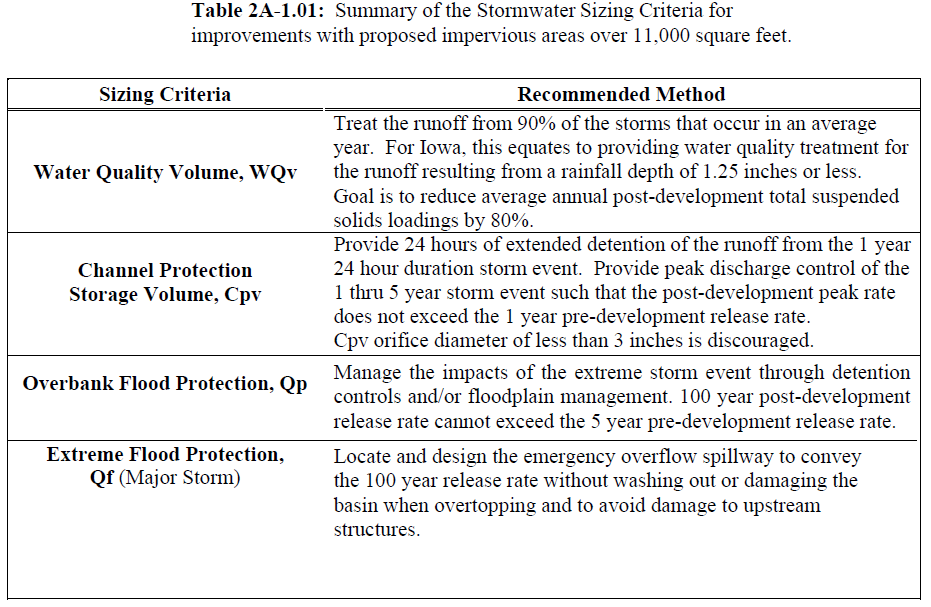 Table 2A-1.01: Summary of the Stormwater Sizing Criteria for
improvements with proposed impervious areas over 11,000 square feet.
Sizing Criteria
Recommended Method
Water Quality Volume, WQv
Treat the runoff from 90% of the storms that occur in an average
year. For Iowa, this equates to providing water quality treatment for
the runoff resulting from a rainfall depth of 1.25 inches or less.
Goal is to reduce average annual post-development total suspended
solids loadings by 80%.
Channel Protection
Storage Volume, Cpv
Provide 24 hours of extended detention of the runoff from the 1 year
24 hour duration storm event. Provide peak discharge control of the
1 thru 5 year storm event such that the post-development peak rate
does not exceed the 1 year pre-development release rate.
Cpv orifice diameter of less than 3 inches is discouraged.
Overbank Flood Protection, Qp
Manage the impacts of the extreme storm event through detention
controls and/or floodplain management. 100 year post-development
release rate cannot exceed the 5 year pre-development release rate.
Extreme Flood Protection,
Qf (Major Storm)
Locate and design the emergency overflow spillway to convey
the 100 year release rate without washing out or damaging the
basin when overtopping and to avoid damage to upstream
structures.